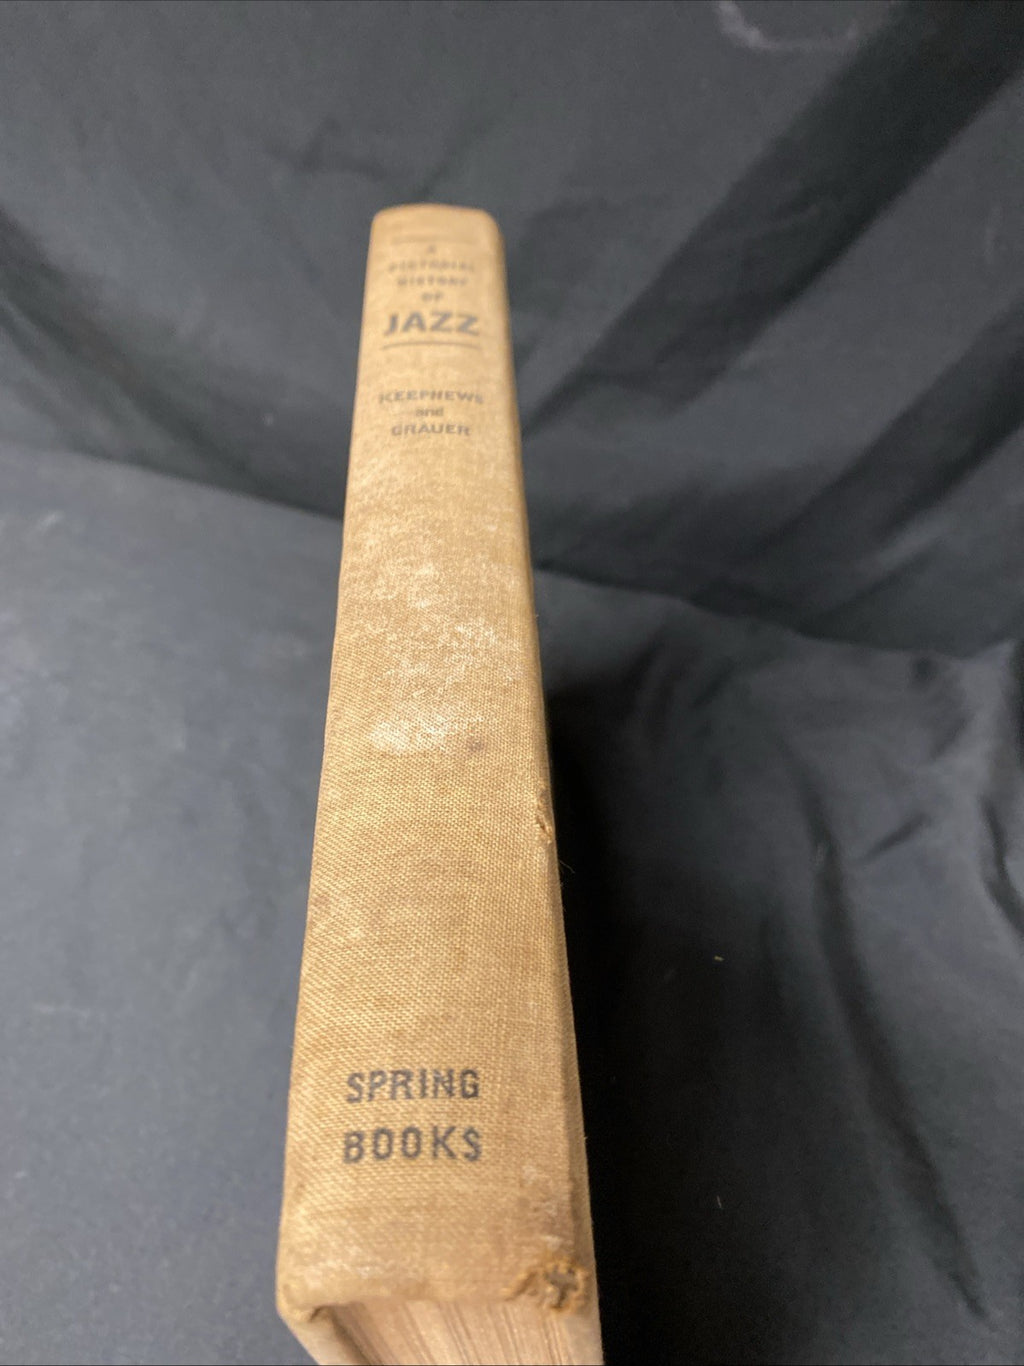 A
PICTORIAL
HISTORY
OF
JAZZ
KEEPNEWS
and
GRAUER
SPRING
BOOKS